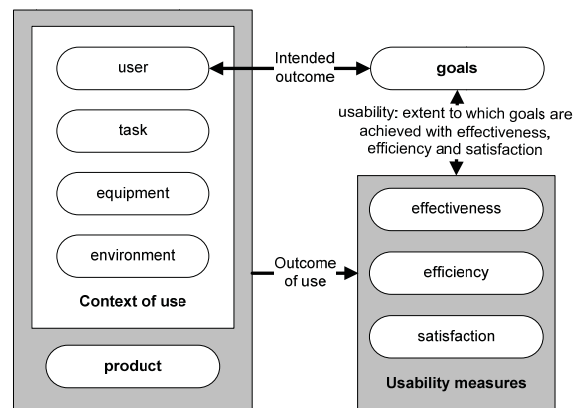 user
task
equipment
environment
Context of use
product
Intended
outcome
goals
usability: extent to which goals are
achieved with effectiveness,
efficiency and satisfaction
Outcome
of use
effectiveness
efficiency
satisfaction
Usability measures